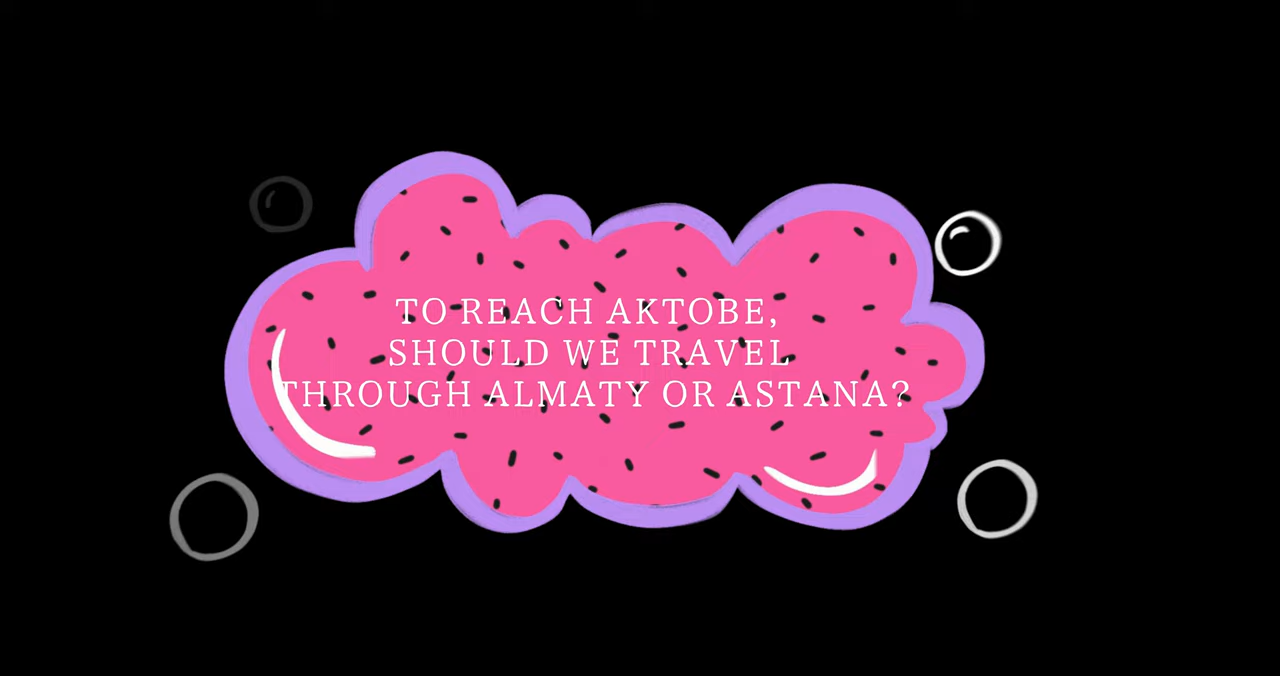 TO REACH AKTOBE,
SHOULD WE TRAVEL
THROUGH ALMATY OR ASTANA?